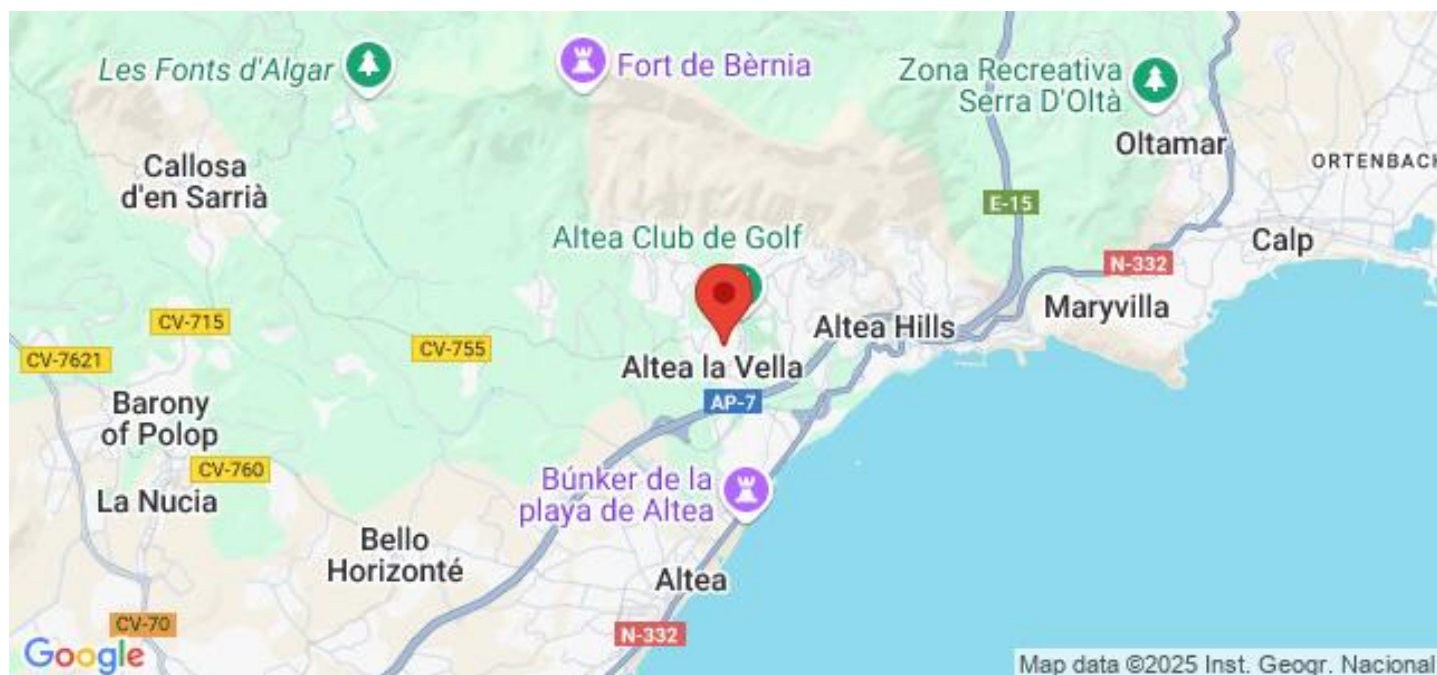 Les Fonts d'Algar
Fort de Bèrnia
Zona Recreativa
Serra D'Oltà
Oltamar
ORTENBACH
Callosa
d'en Sarrià
E-15
Altea Club de Golf
Calp
N-332
Maryvilla
CV-715
Altea Hills
CV-755
CV-7621
Altea la Vella
AP-7
Barony
of Polop
CV-760
La Nucia
Búnker de la
playa de Altea
Bello
Horizonté
Altea
CV-70
N-332
Google
Map data ©2025 Inst. Geogr. Nacional